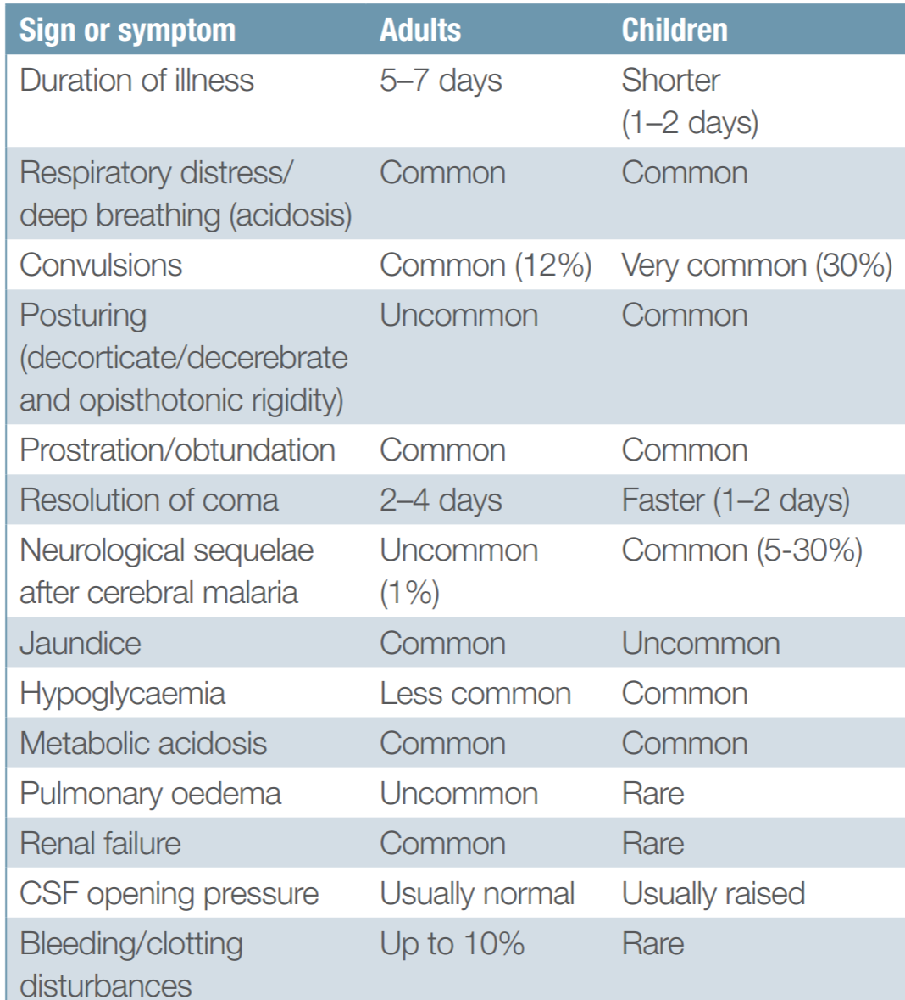 Sign or symptom Adults Children
Duration of illness 5–7 days Shorter
(1–2 days)
Respiratory distress/ Common Common
deep breathing (acidosis)
Convulsions Common (12%) Very common (30%)
Posturing Uncommon Common
(decorticate/decerebrate
and opisthotonic rigidity)
Prostration/obtundation Common Common
Resolution of coma 2–4 days Faster (1–2 days)
Neurological sequelae Uncommon Common (5-30%)
after cerebral malaria (1%)
Jaundice Common Uncommon
Hypoglycaemia Less common Common
Metabolic acidosis Common Common
Pulmonary oedema Uncommon Rare
Renal failure Common Rare
CSF opening pressure Usually normal Usually raised
Bleeding/clotting Up to 10% Rare
disturbances